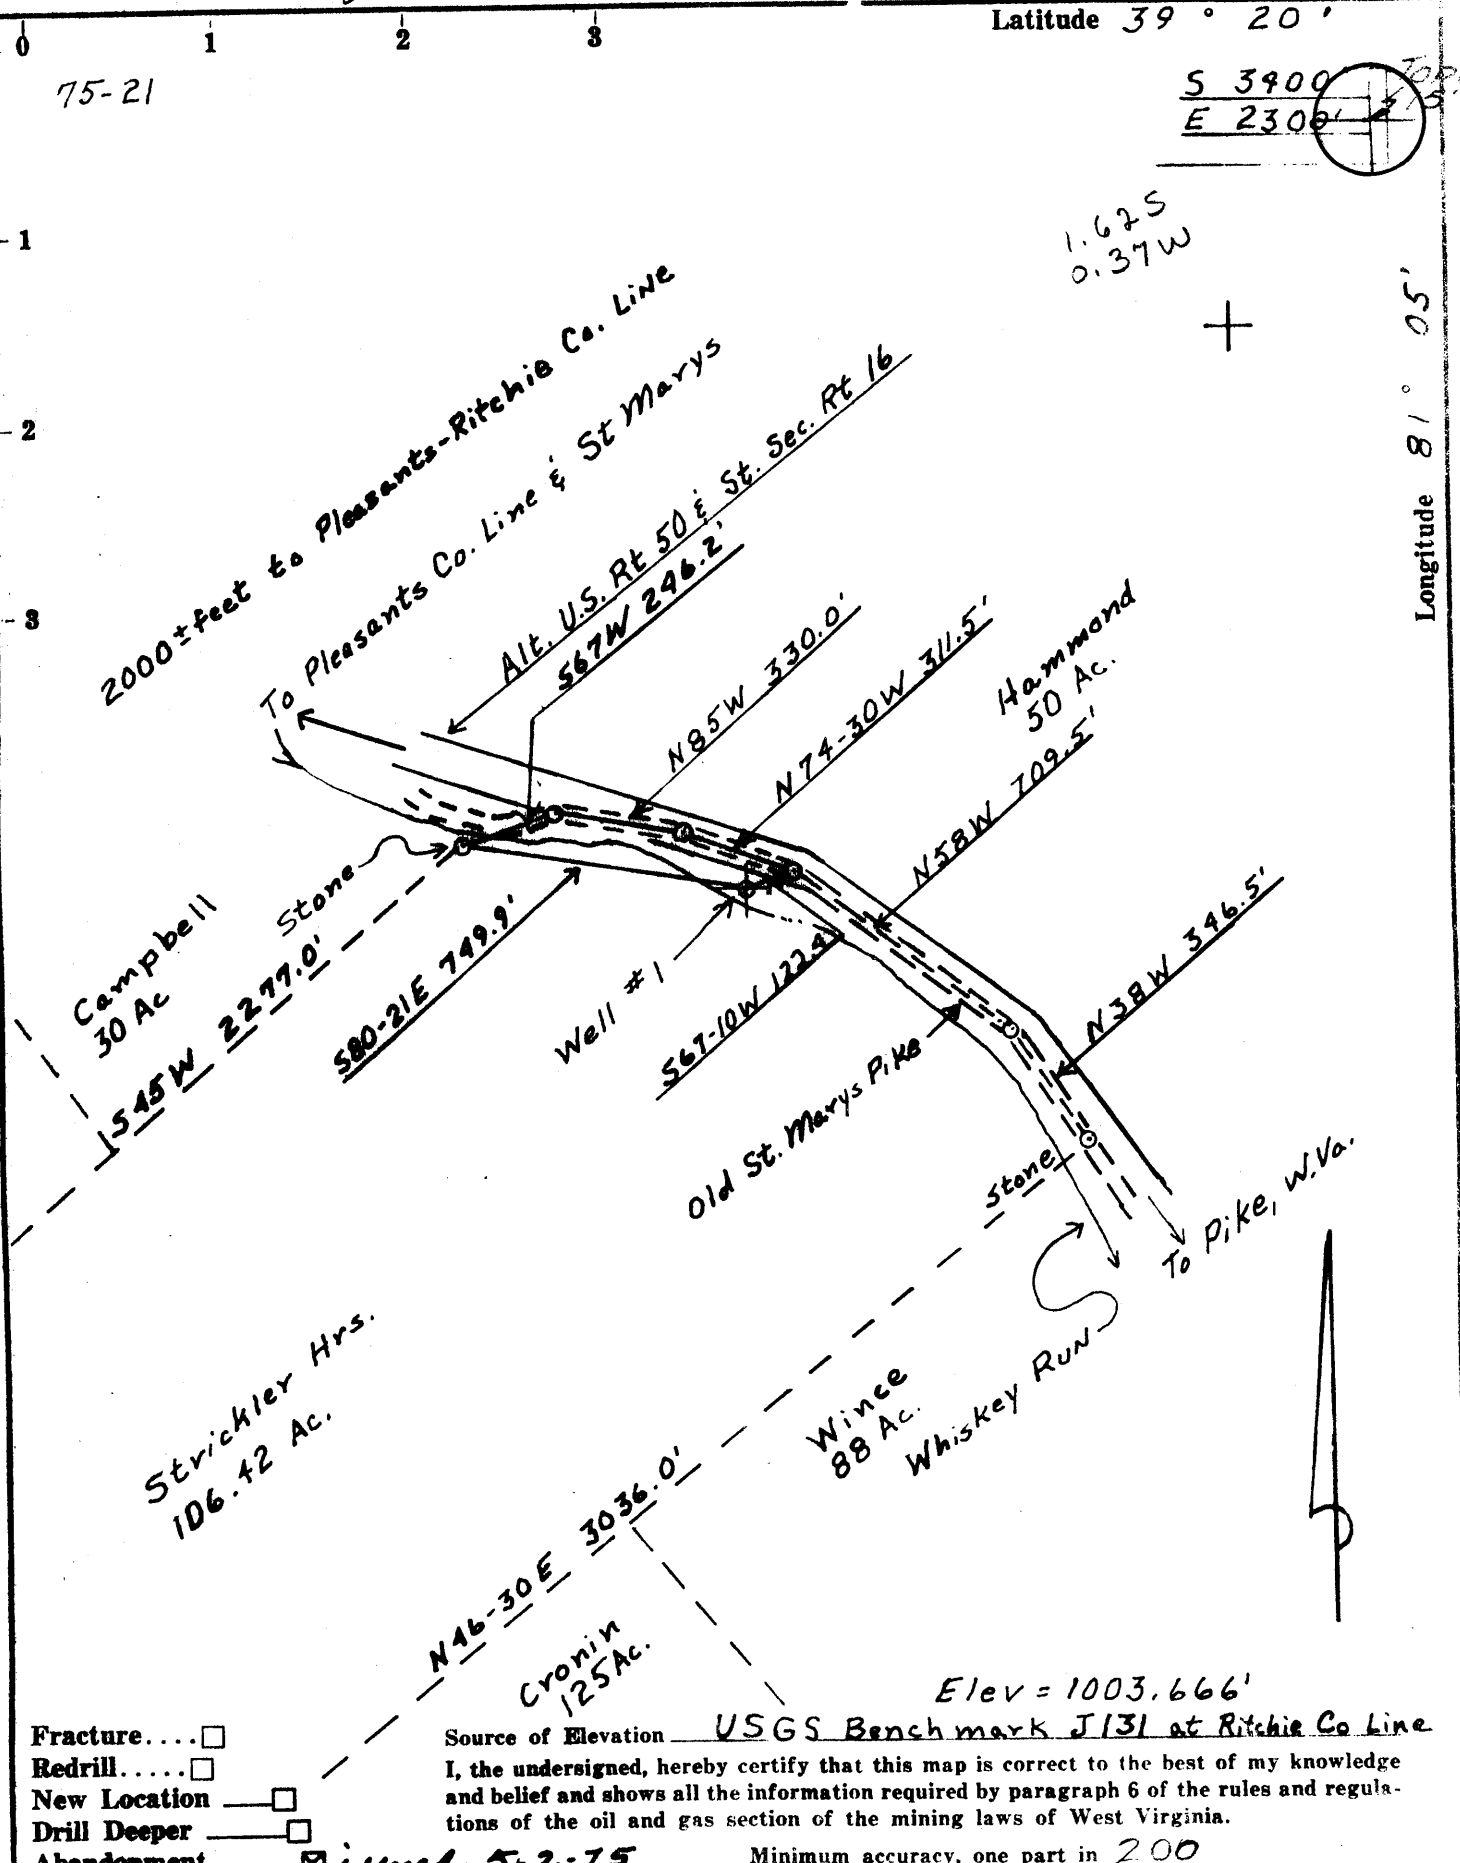 Latitude 39 ° 20 '
0 1 2 3
75-21
S 3400'
E 2300'
1.62S
0.37W
1
2
3
Longitude 81 ° 05'
2000 ± feet to Pleasants-Ritchie Co. Line
To Pleasants Co. Line & St Marys
Alt. U.S. Rt 50 & St. Sec. Rt 16
S67W 246.2'
N85W 330.0'
N74-30W 311.5'
Hammond
50 Ac.
N58W 709.5'
N38W 346.5'
Stone
Campbell
30 Ac
S45W 2277.0'
S80-21E 749.9'
Well #1
S67-10W 122.4'
Old St. Marys Pike
Stone
To Pike, W.Va.
Whiskey Run
Wince
88 Ac.
Strickler Hrs.
106.42 Ac.
N46-30E 3036.0'
Cronin
125 Ac.
Elev = 1003.666'
Fracture....
Redrill.....
New Location
Drill Deeper
Abandonment
Source of Elevation USGS Benchmark J131 at Ritchie Co Line
I, the undersigned, hereby certify that this map is correct to the best of my knowledge
and belief and shows all the information required by paragraph 6 of the rules and regula-
tions of the oil and gas section of the mining laws of West Virginia.
Minimum accuracy, one part in 200